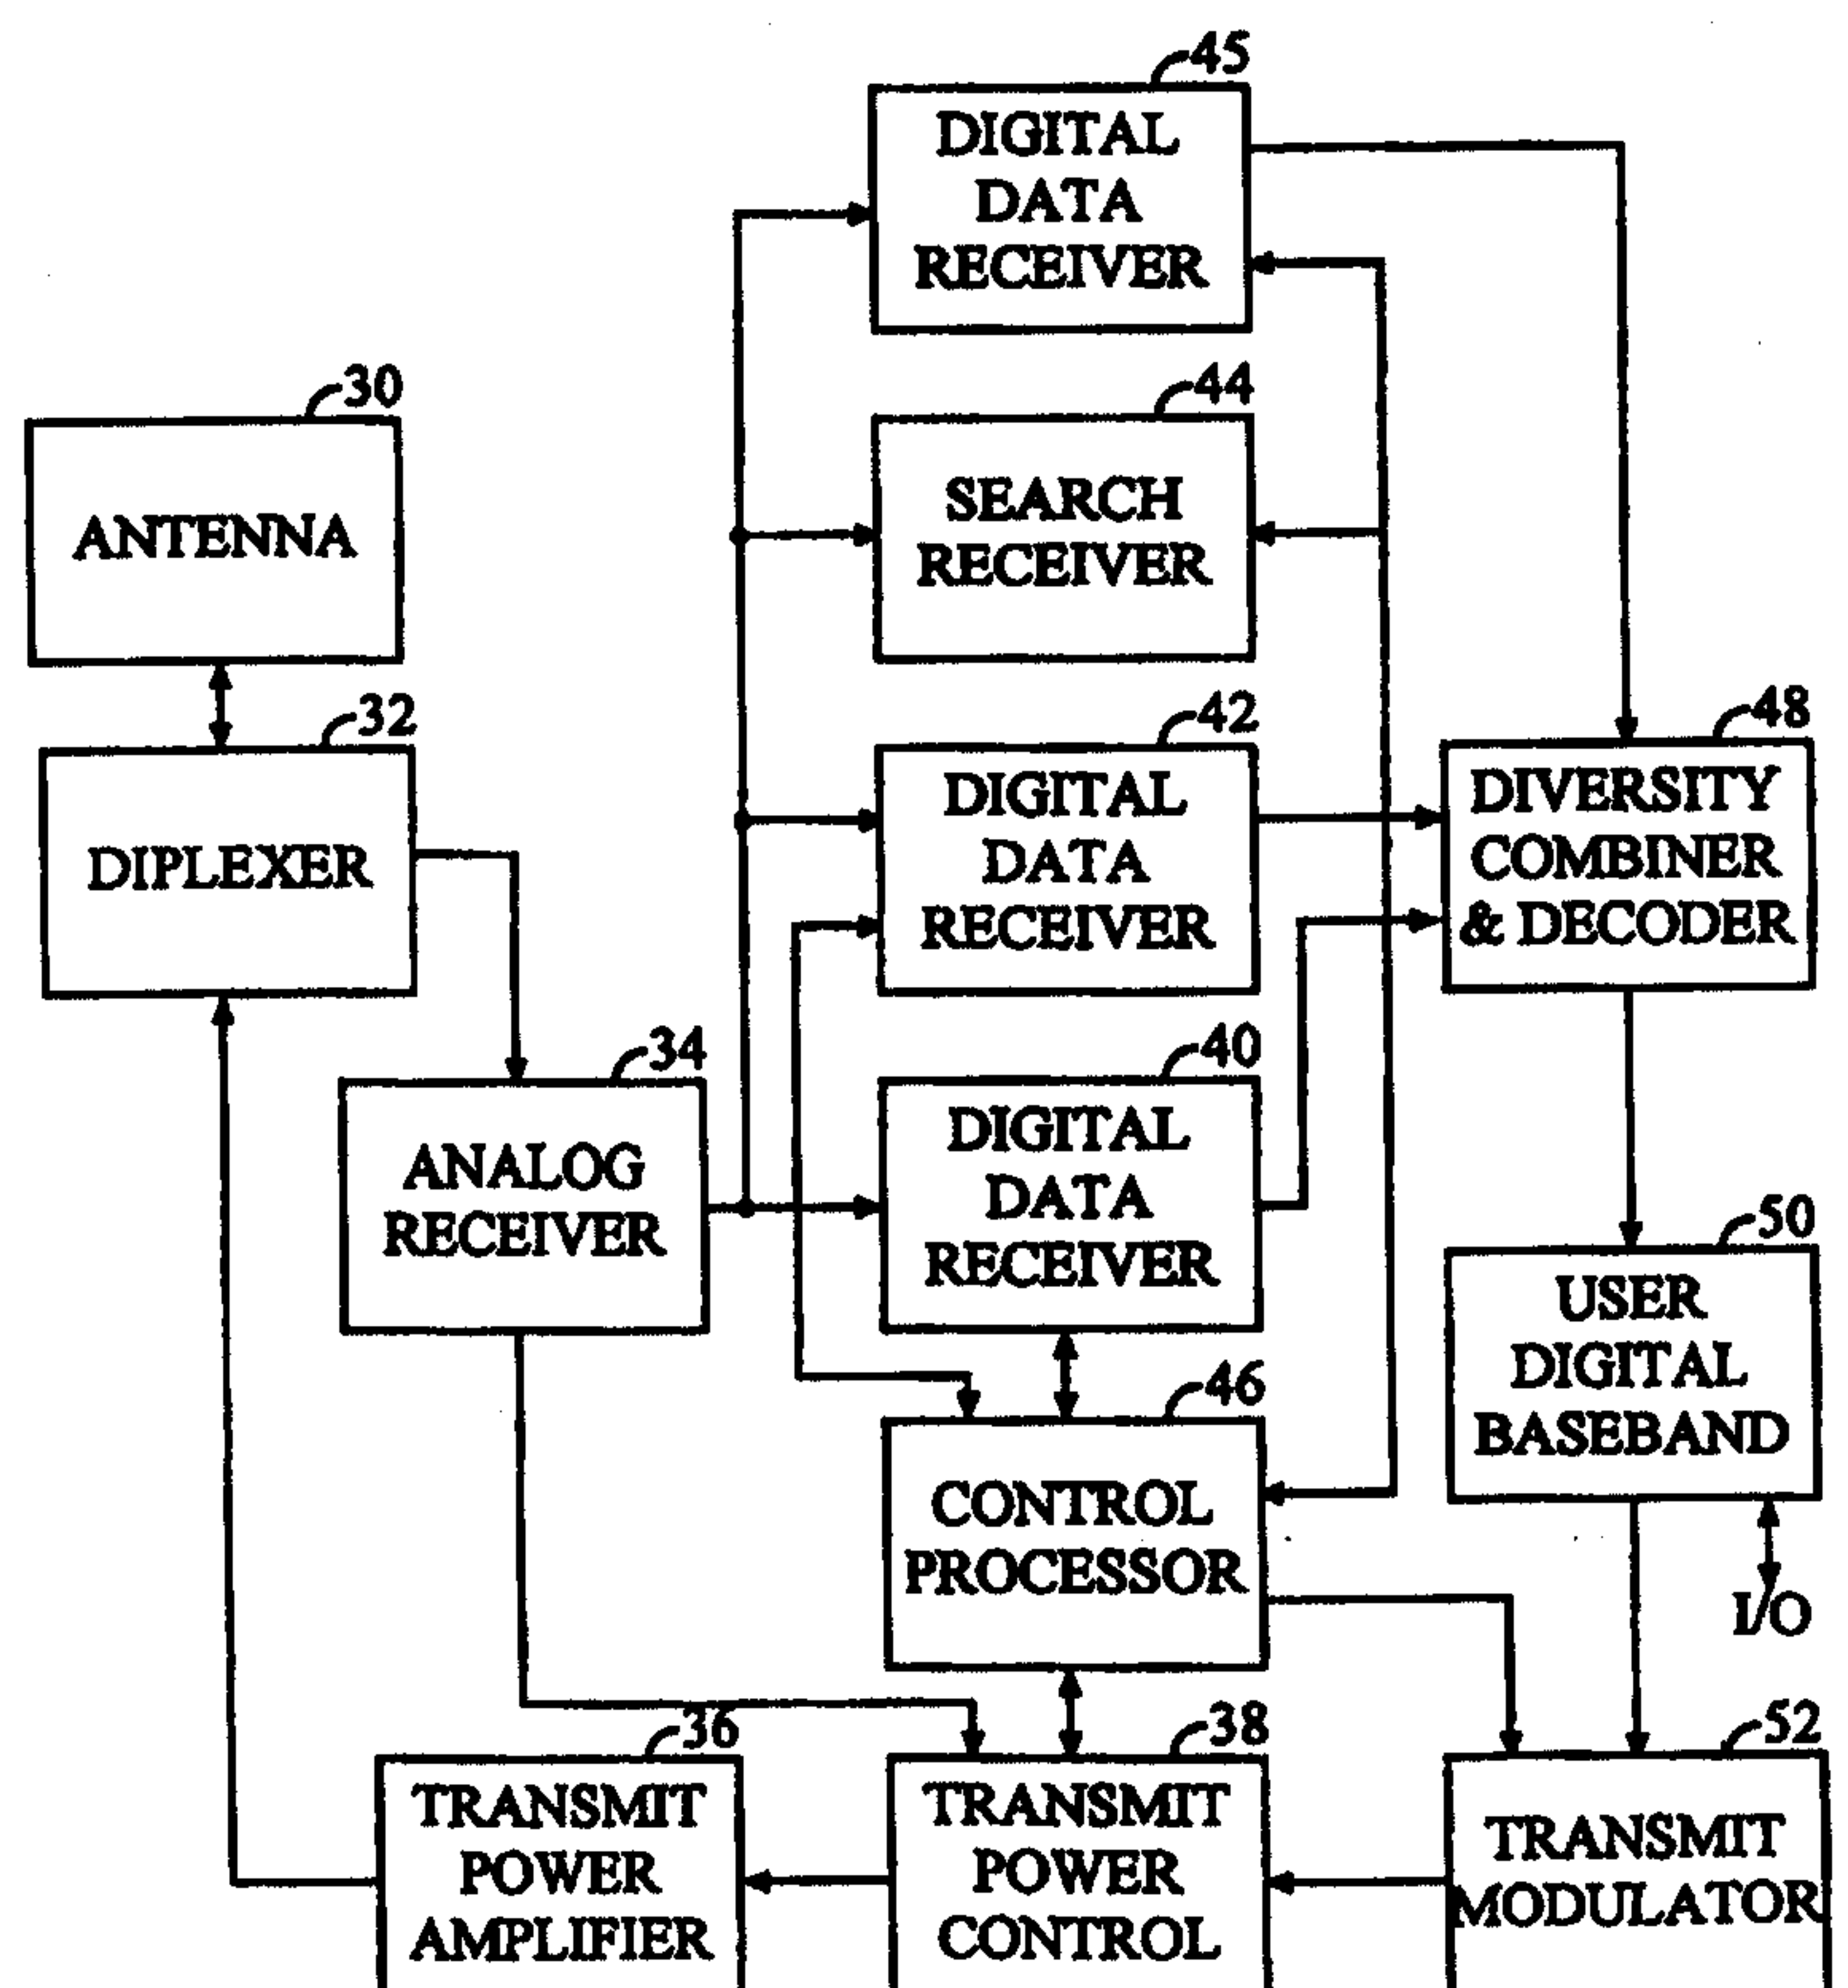 45
DIGITAL
DATA
RECEIVER
30
ANTENNA
44
SEARCH
RECEIVER
32
DIPLEXER
42
DIGITAL
DATA
RECEIVER
48
DIVERSITY
COMBINER
& DECODER
34
ANALOG
RECEIVER
40
DIGITAL
DATA
RECEIVER
50
USER
DIGITAL
BASEBAND
I/O
46
CONTROL
PROCESSOR
36
TRANSMIT
POWER
AMPLIFIER
38
TRANSMIT
POWER
CONTROL
52
TRANSMIT
MODULATOR